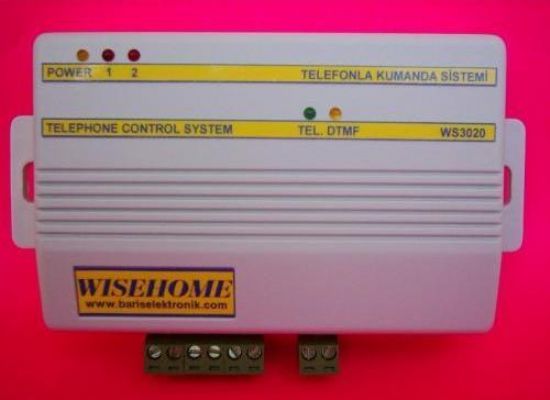 POWER 1 2 TELEFONLA KUMANDA SİSTEMİ
TELEPHONE CONTROL SYSTEM TEL. DTMF WS3020
WISEHOME
www.bariselektronik.com